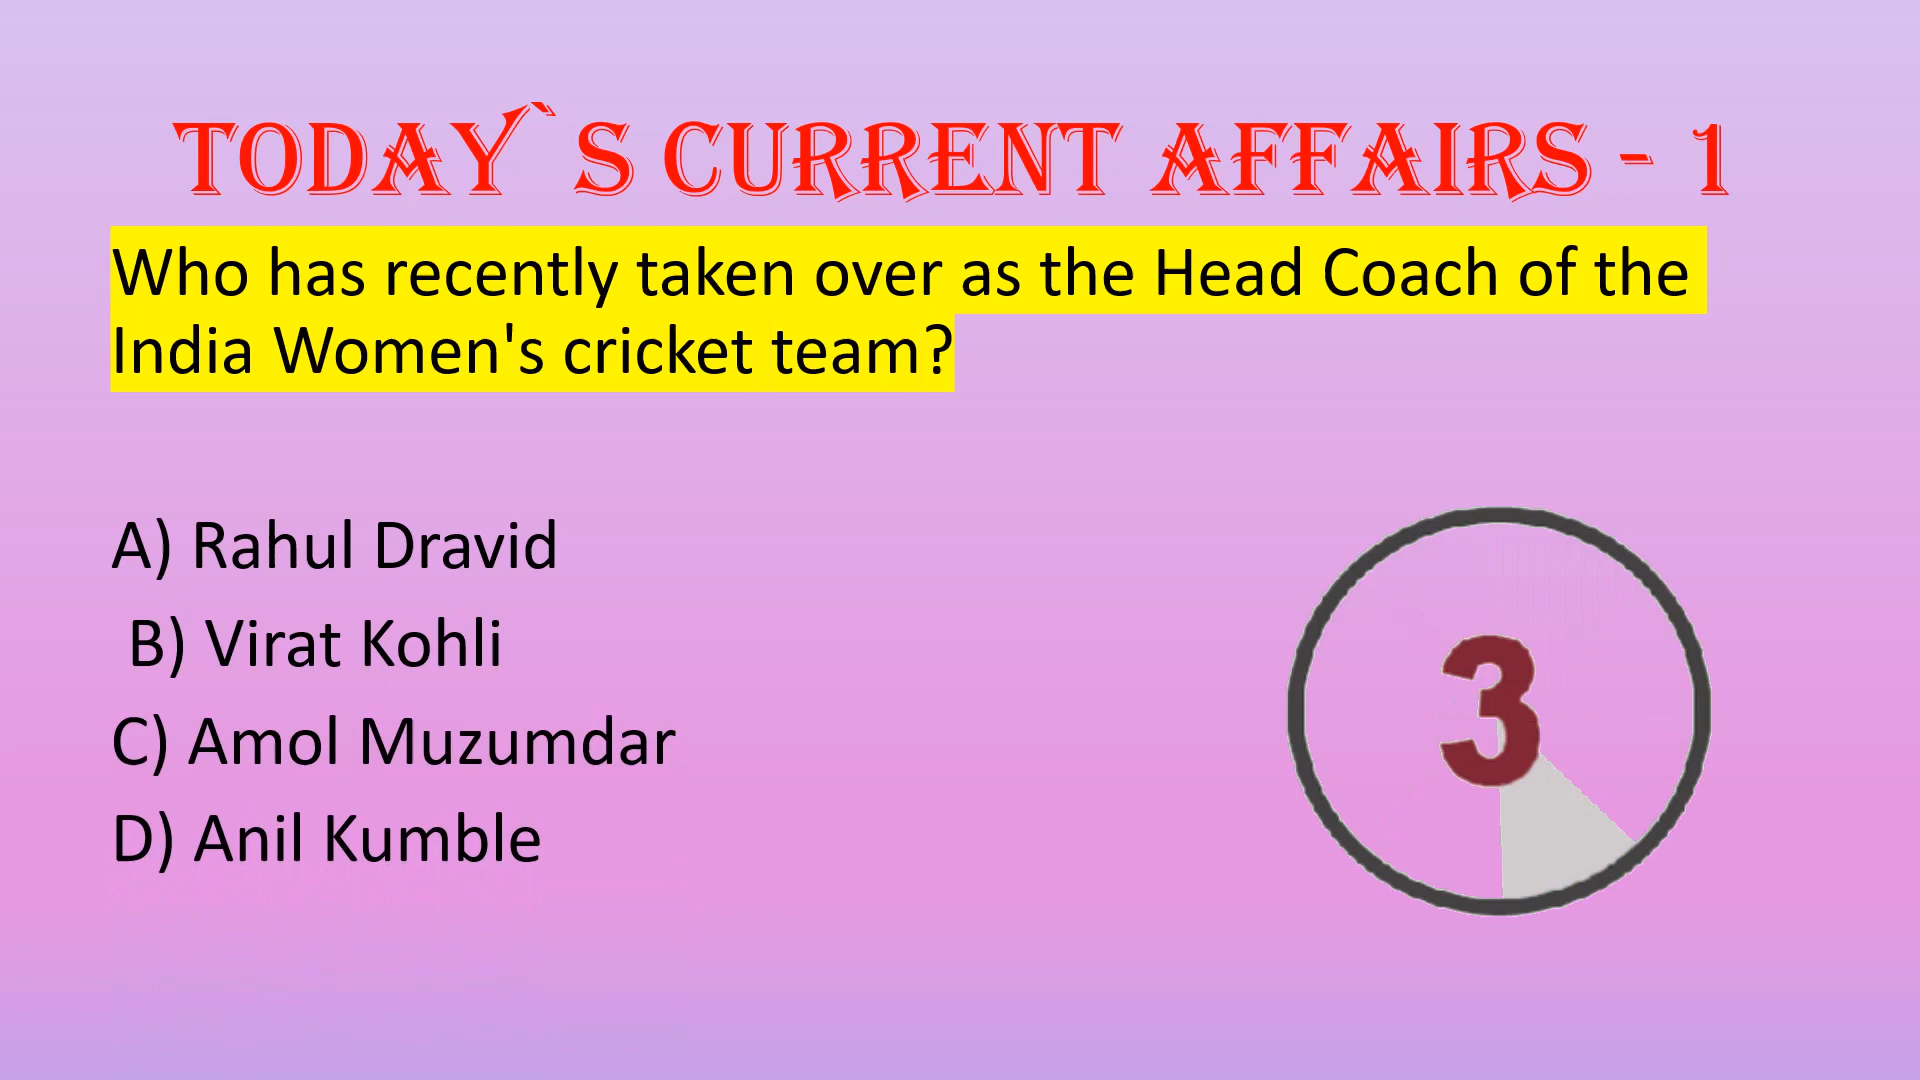 TODAY`S CURRENT AFFAIRS - 1
Who has recently taken over as the Head Coach of the
India Women's cricket team?
A) Rahul Dravid
B) Virat Kohli
C) Amol Muzumdar
D) Anil Kumble
3